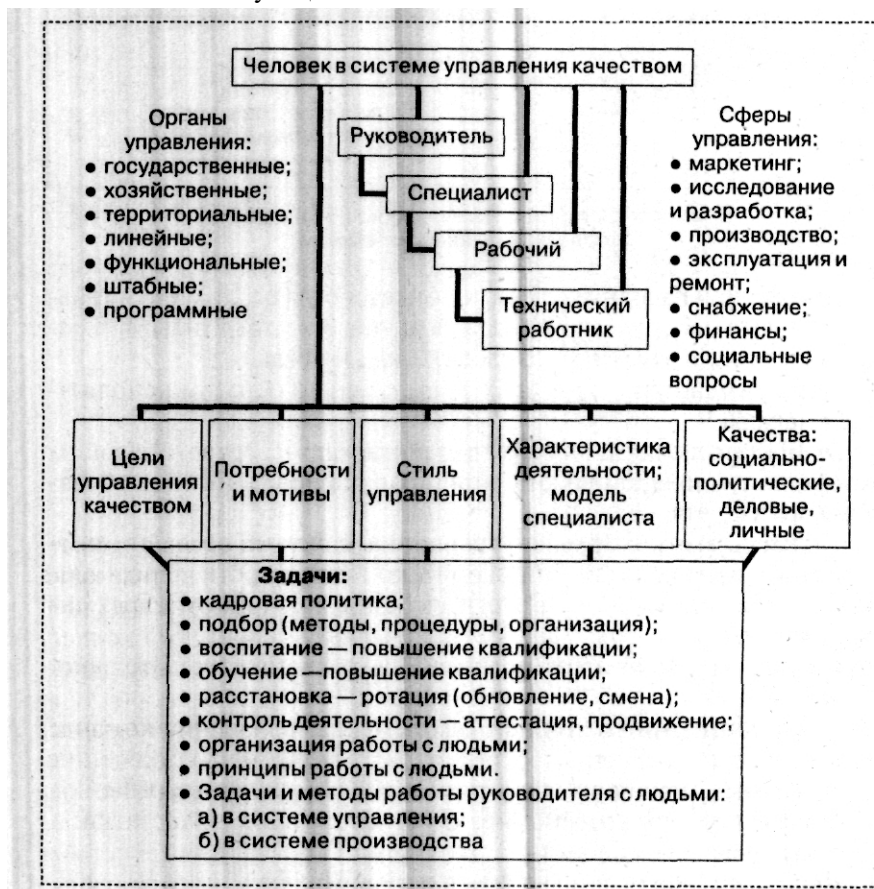 Человек в системе управления качеством
Органы
управления:
● государственные;
● хозяйственные;
● территориальные;
● линейные;
● функциональные;
● штабные;
● программные
Руководитель
Специалист
Рабочий
Технический
работник
Сферы
управления:
● маркетинг;
● исследование
и разработка;
● производство;
● эксплуатация и
ремонт;
● снабжение;
● финансы;
● социальные
вопросы
Цели
управления
качеством
Потребности
и мотивы
Стиль
управления
Характеристика
деятельности;
модель
специалиста
Качества:
социально-
политические,
деловые,
личные
Задачи:
● кадровая политика;
● подбор (методы, процедуры, организация);
● воспитание — повышение квалификации;
● обучение —повышение квалификации;
● расстановка — ротация (обновление, смена);
● контроль деятельности —аттестация, продвижение;
● организация работы с людьми;
● принципы работы с людьми.
● Задачи и методы работы руководителя с людьми:
а) в системе управления;
б) в системе производства